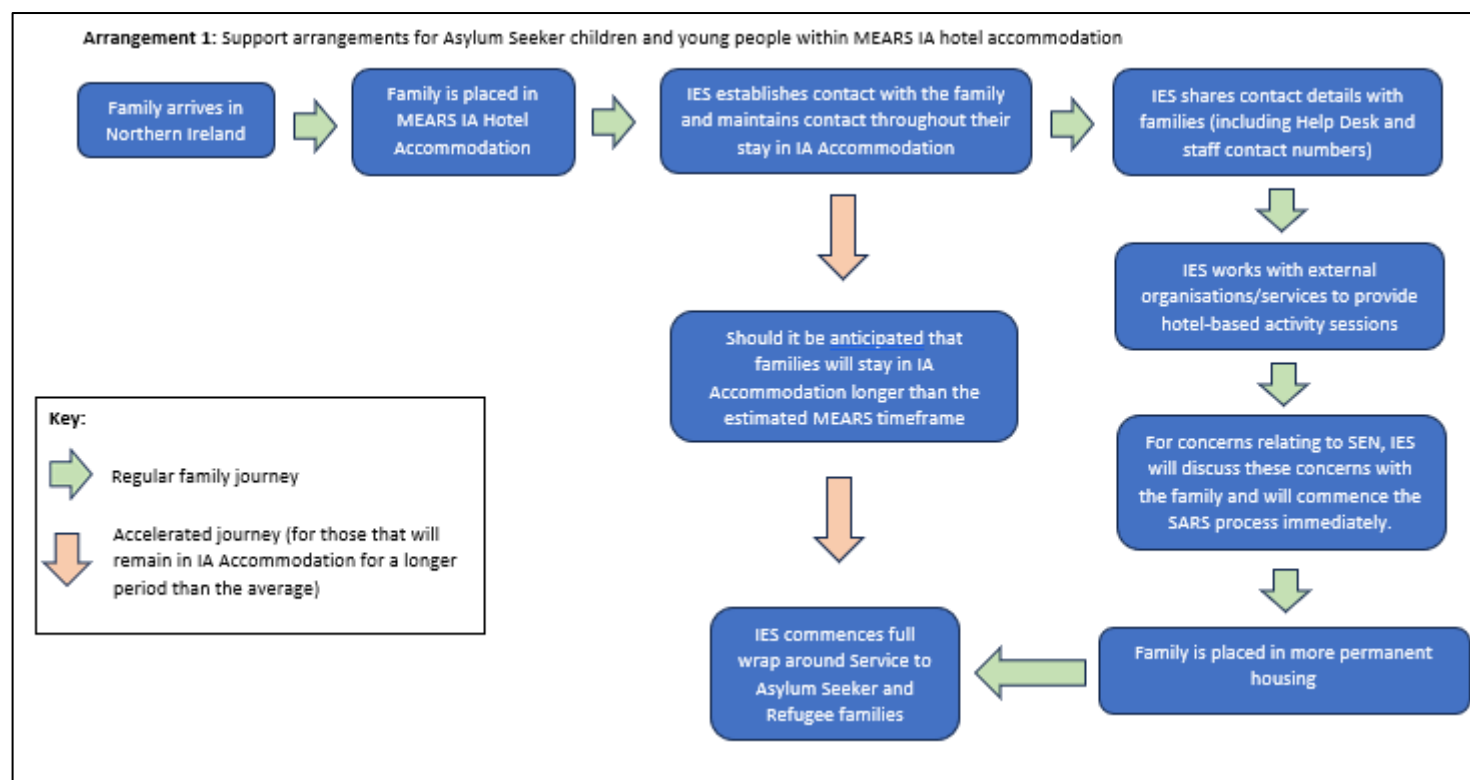 Arrangement 1: Support arrangements for Asylum Seeker children and young people within MEARS IA hotel accommodation
Family arrives in
Northern Ireland
Family is placed in
MEARS IA Hotel
Accommodation
IES establishes contact with the family
and maintains contact throughout their
stay in IA Accommodation
IES shares contact details with
families (including Help Desk and
staff contact numbers)
IES works with external
organisations/services to provide
hotel-based activity sessions
Should it be anticipated that
families will stay in IA
Accommodation longer than the
estimated MEARS timeframe
For concerns relating to SEN, IES
will discuss these concerns with
the family and will commence the
SARS process immediately.
Family is placed in more permanent
housing
IES commences full
wrap around Service to
Asylum Seeker and
Refugee families
Key:
Regular family journey
Accelerated journey (for those that will
remain in IA Accommodation for a longer
period than the average)